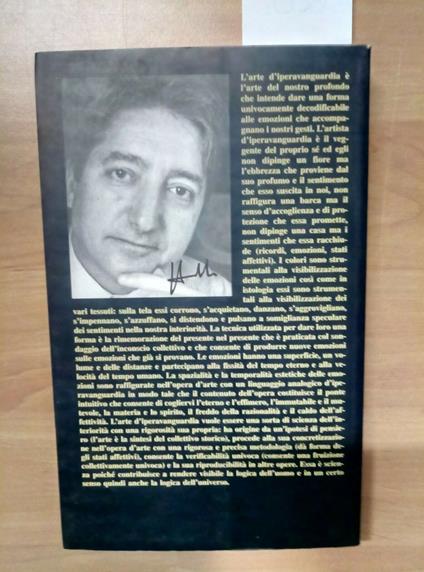 L'arte d'iperavanguardia è
l'arte del nostro profondo
che intende dare una forma
univocamente decodificabile
alle emozioni che accompa-
gnano i nostri gesti. L'artista
d'iperavanguardia è il veg-
gente del proprio sé ed egli
non dipinge un fiore ma
l'ebbrezza che proviene dal
suo profumo e il sentimento
che esso suscita in noi, non
raffigura una barca ma il
senso d'accoglienza e di pro-
tezione che essa promette,
non dipinge una casa ma i
sentimenti che essa racchiu-
de (ricordi, emozioni, stati
affettivi). I colori sono stru-
mentali alla visibilizzazione
delle emozioni così come in
istologia essi sono strumen-
tali alla visibilizzazione dei
vari tessuti: sulla tela essi corrono, s'acquietano, danzano, s'aggrovigliano,
s'impennano, s'azzuffano, si distendono e pulsano a somiglianza speculare
dei sentimenti nella nostra interiorità. La tecnica utilizzata per dare loro una
forma è la rimemorazione del presente nel presente che è praticata col son-
daggio dell'inconscio collettivo e che consente di produrre nuove emozioni
sulle emozioni che già si provano. Le emozioni hanno una superficie, un vo-
lume e delle distanze e partecipano alla fissità del tempo eterno e alla ve-
locità del tempo umano. La spazialità e la temporalità estetiche delle emo-
zioni sono raffigurate nell'opera d'arte con un linguaggio analogico d'ipe-
ravanguardia in modo tale che il contenuto dell'opera costituisce il ponte
intuitivo che consente di cogliervi l'eterno e l'effimero, l'immutabile e il mu-
tevole, la materia e lo spirito, il freddo della razionalità e il caldo dell'af-
fettività. L'arte d'iperavanguardia vuole essere una sorta di scienza dell'in-
teriorità con una rigorosità sua propria: ha origine da un'ipotesi di pensie-
ro (l'arte è la sintesi del collettivo storico), procede alla sua concretizzazio-
ne nell'opera d'arte con una rigorosa e precisa metodologia (dà forma de-
gli stati affettivi), consente la verificabilità univoca (consente una fruizione
collettivamente univoca) e la sua riproducibilità in altre opere. Essa è scien-
za poiché contribuisce a rendere visibile la logica dell'uomo e in un certo
senso quindi anche la logica dell'universo.